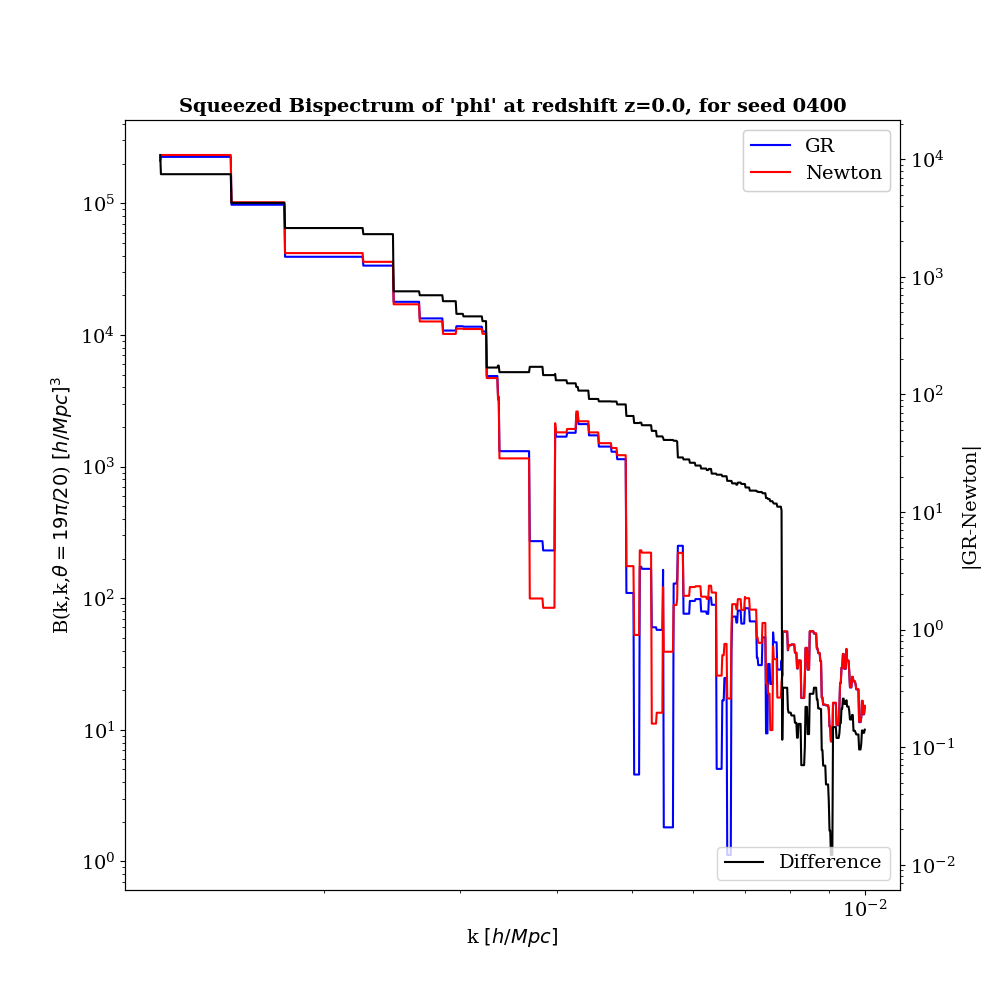 Squeezed Bispectrum of 'phi' at redshift z=0.0, for seed 0400
GR
Newton
10^5
10^4
10^3
10^2
10^1
10^0
B(k,k,θ = 19π/20) [h/Mpc]^3
10^4
10^3
10^2
10^1
10^0
10^−1
10^−2
|GR-Newton|
Difference
10^−2
k [h/Mpc]